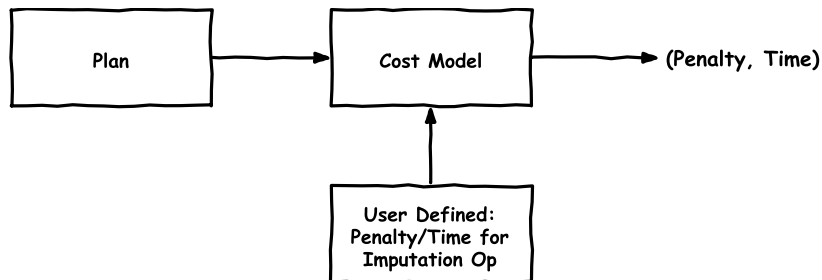 Plan
Cost Model
(Penalty, Time)
User Defined:
Penalty/Time for
Imputation Op